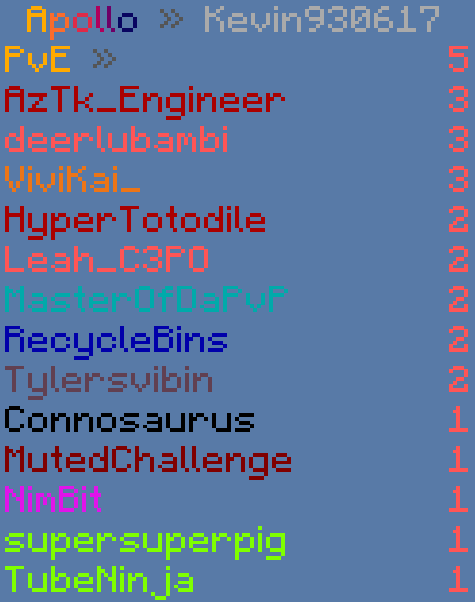 Apollo » Kevin930617
PvE » 5
AzTk_Engineer 3
deerlubambi 3
ViviKai_ 3
HyperTotodile 2
Leah_C3PO 2
MasterOfDaPvP 2
RecycleBins 2
Tylersvibin 2
Connosaurus 1
MutedChallenge 1
NimBit 1
supersuperpig 1
TubeNinja 1